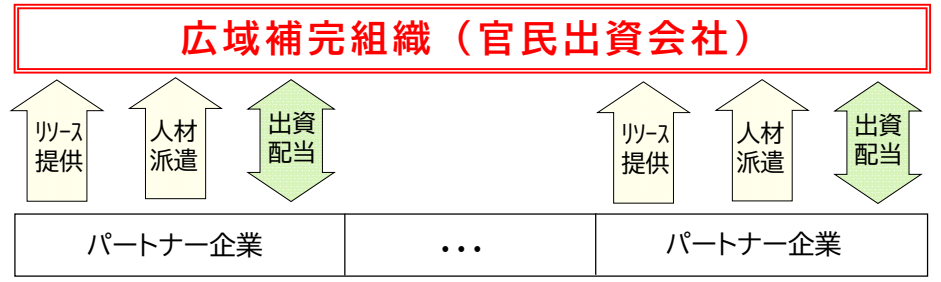 広域補完組織（官民出資会社）
リソース
提供
人材
派遣
出資
配当
リソース
提供
人材
派遣
出資
配当
パートナー企業
･･･
パートナー企業